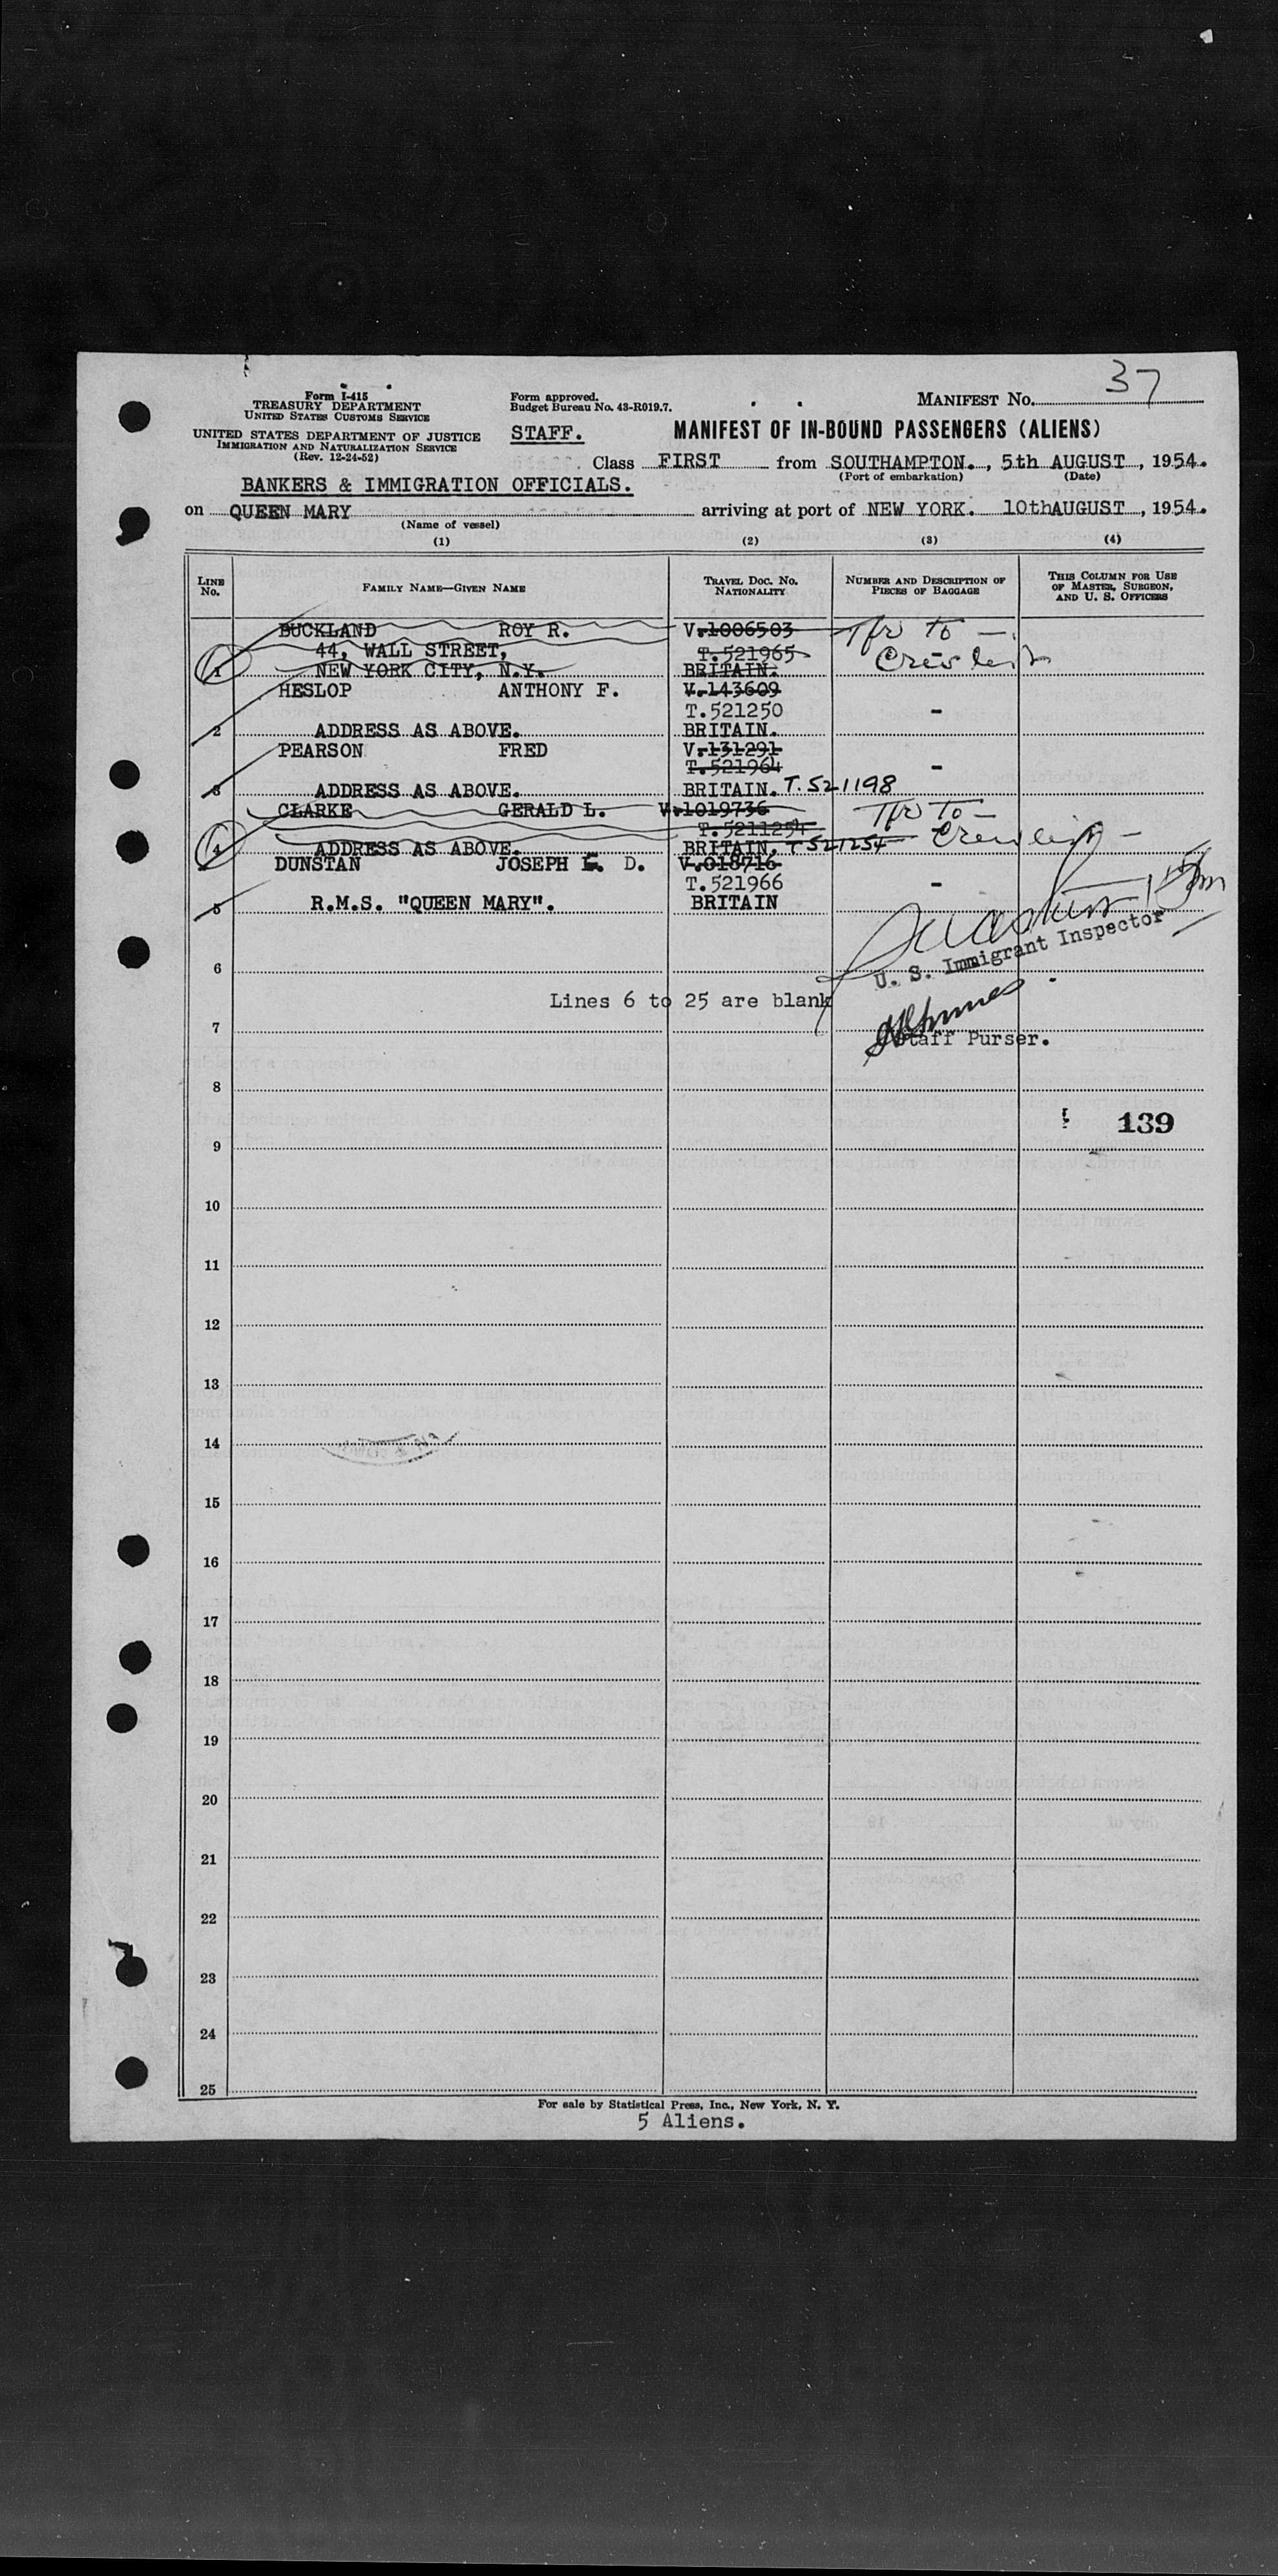 37
Form I-415
TREASURY DEPARTMENT
UNITED STATES CUSTOMS SERVICE
Form approved.
Budget Bureau No. 43-R019.7.
MANIFEST No.
UNITED STATES DEPARTMENT OF JUSTICE
IMMIGRATION AND NATURALIZATION SERVICE
(Rev. 12-24-52)
STAFF.
MANIFEST OF IN-BOUND PASSENGERS (ALIENS)
Class FIRST from SOUTHAMPTON., 5th AUGUST, 1954.
(Port of embarkation) (Date)
BANKERS & IMMIGRATION OFFICIALS.
on QUEEN MARY arriving at port of NEW YORK. 10thAUGUST, 1954.
(Name of vessel)
(1) (2) (3) (4)
LINE No. FAMILY NAME—GIVEN NAME TRAVEL DOC. No. NATIONALITY NUMBER AND DESCRIPTION OF PIECES OF BAGGAGE THIS COLUMN FOR USE OF MASTER, SURGEON, AND U. S. OFFICERS
BUCKLAND ROY R. V.1006503 Tfr to —
44, WALL STREET, T.521965 Crew list
1 NEW YORK CITY, N.Y. BRITAIN.
HESLOP ANTHONY F. V.143609
T.521250 -
2 ADDRESS AS ABOVE. BRITAIN.
PEARSON FRED V.131291
T.521964 -
3 ADDRESS AS ABOVE. BRITAIN. T.521198
CLARKE GERALD L. V.1019736 Tfr to —
T.5211254 Crew list —
4 ADDRESS AS ABOVE. BRITAIN. T521254
DUNSTAN JOSEPH D. V.018716
T.521966 -
5 R.M.S. "QUEEN MARY". BRITAIN
U. S. Immigrant Inspector
6
Lines 6 to 25 are blank
7
Staff Purser.
8
139
9
10
11
12
13
14
15
16
17
18
19
20
21
22
23
24
25
For sale by Statistical Press, Inc., New York, N. Y.
5 Aliens.